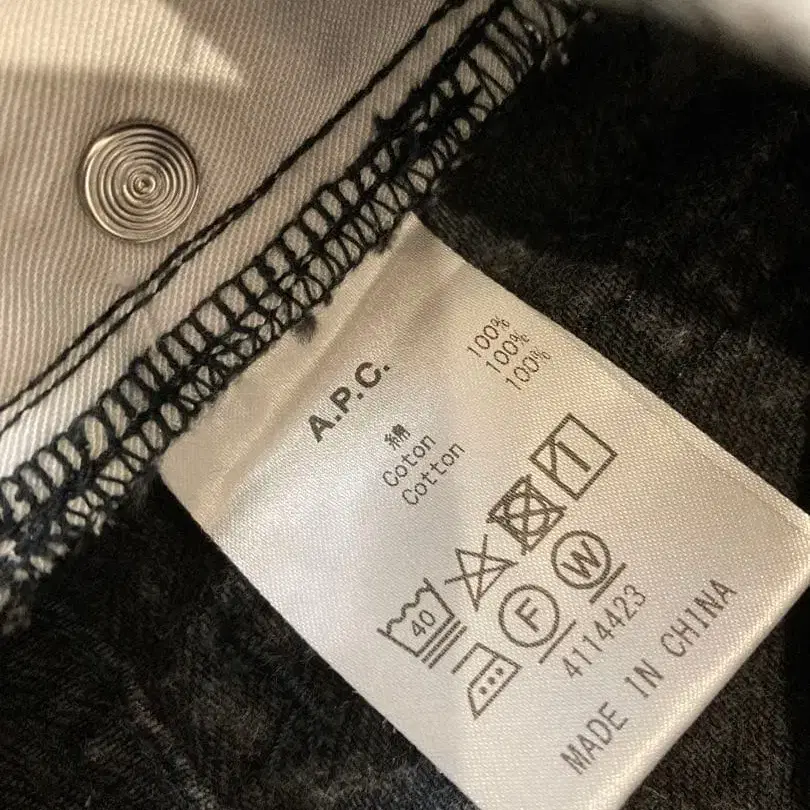 A.P.C.
綿 100%
Coton 100%
Cotton 100%
40
F W
4114423
MADE IN CHINA